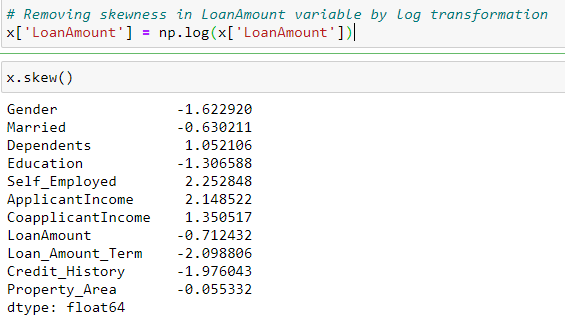 # Removing skewness in LoanAmount variable by log transformation
x['LoanAmount'] = np.log(x['LoanAmount'])
x.skew()
Gender -1.622920
Married -0.630211
Dependents 1.052106
Education -1.306588
Self_Employed 2.252848
ApplicantIncome 2.148522
CoapplicantIncome 1.350517
LoanAmount -0.712432
Loan_Amount_Term -2.098806
Credit_History -1.976043
Property_Area -0.055332
dtype: float64